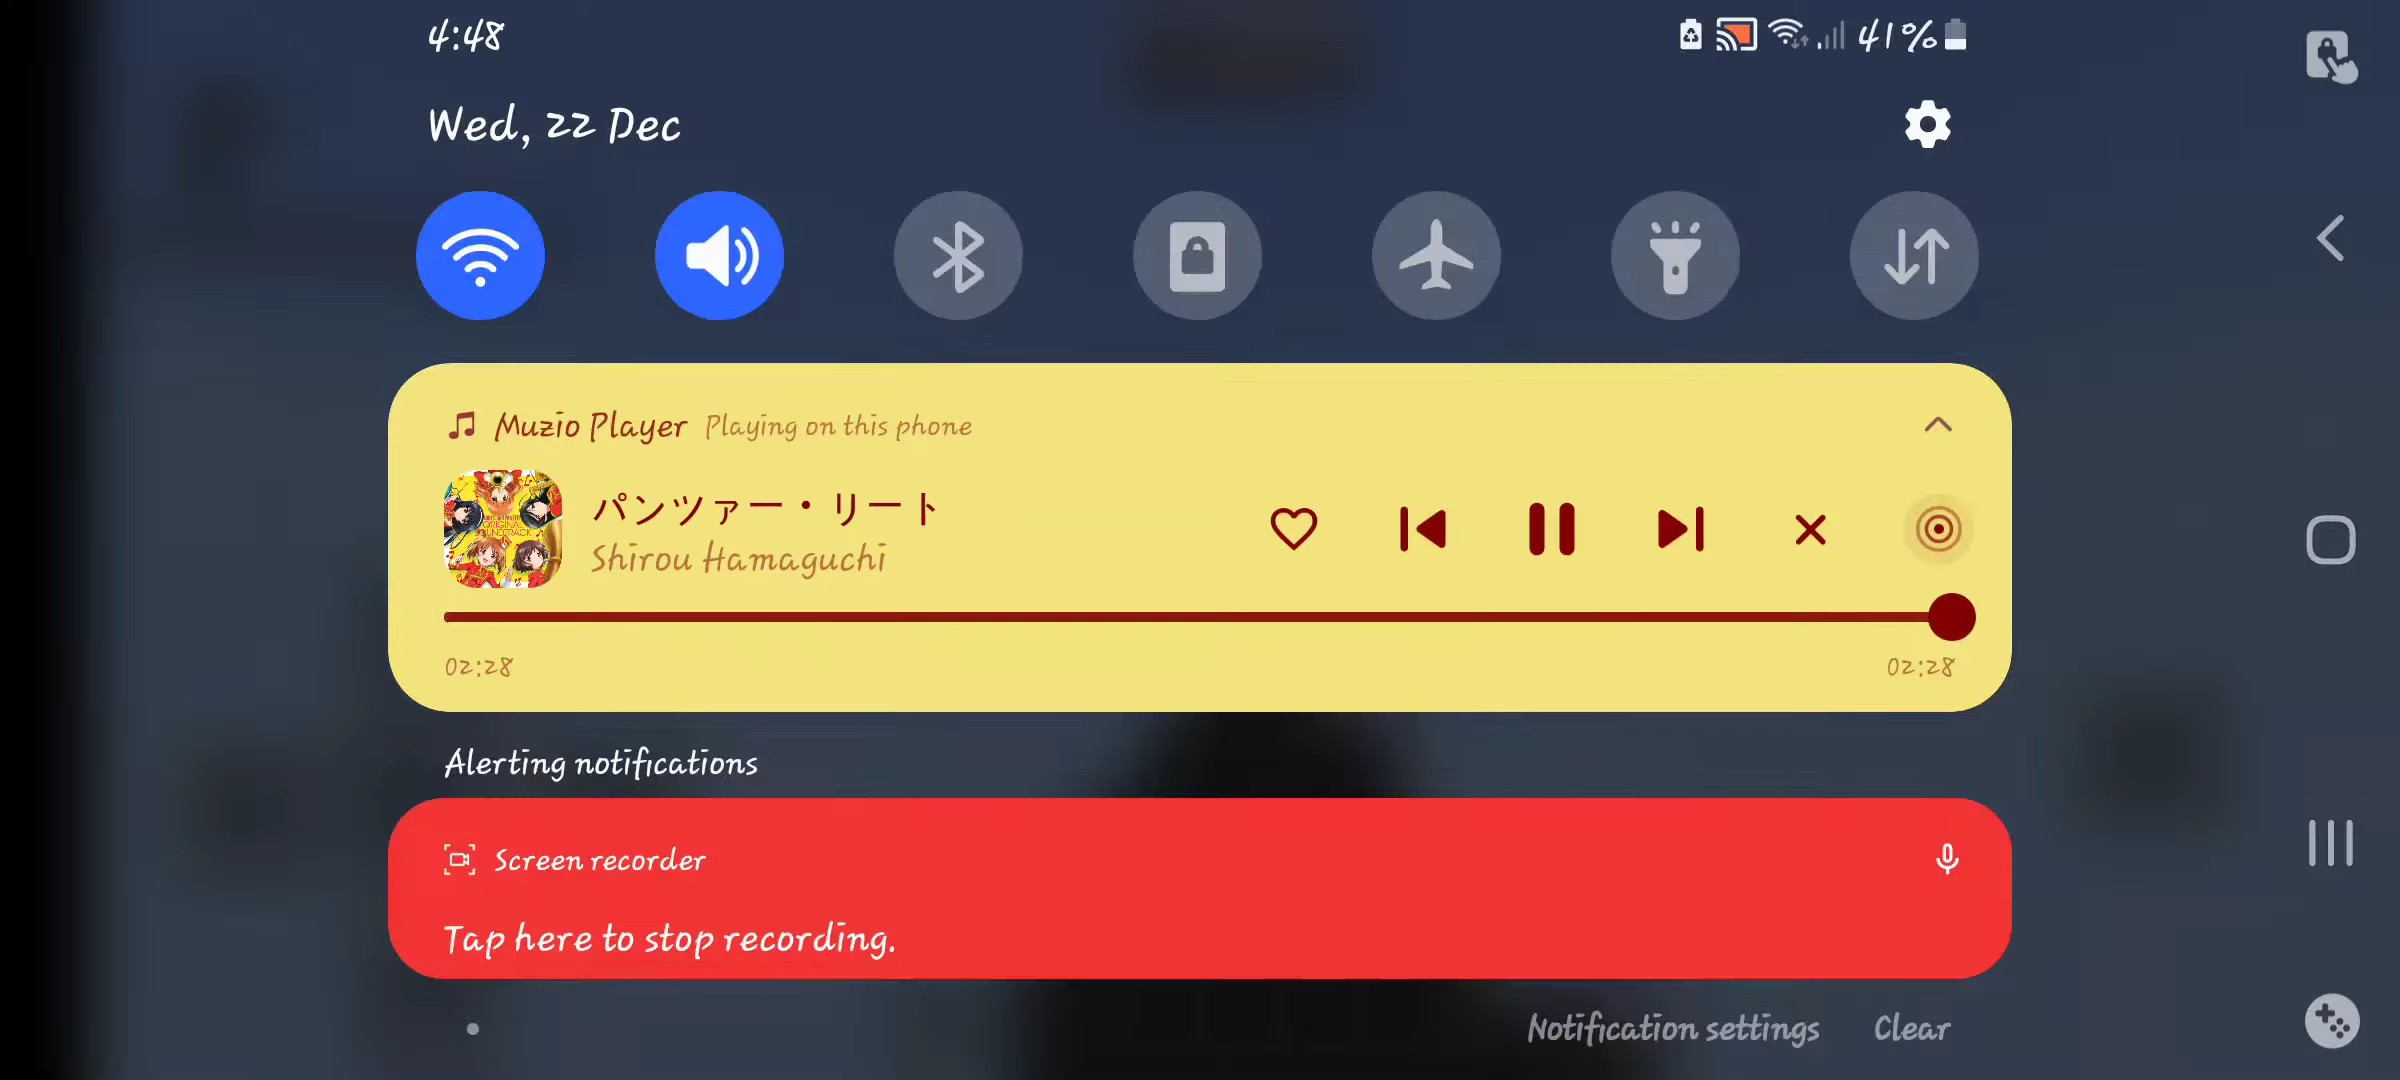 4:48
41%
Wed, 22 Dec
Muzio Player Playing on this phone
パンツァー・リート
Shirou Hamaguchi
ORIGINAL
SOUNDTRACK
02:28
02:28
Alerting notifications
Screen recorder
Tap here to stop recording.
Notification settings
Clear